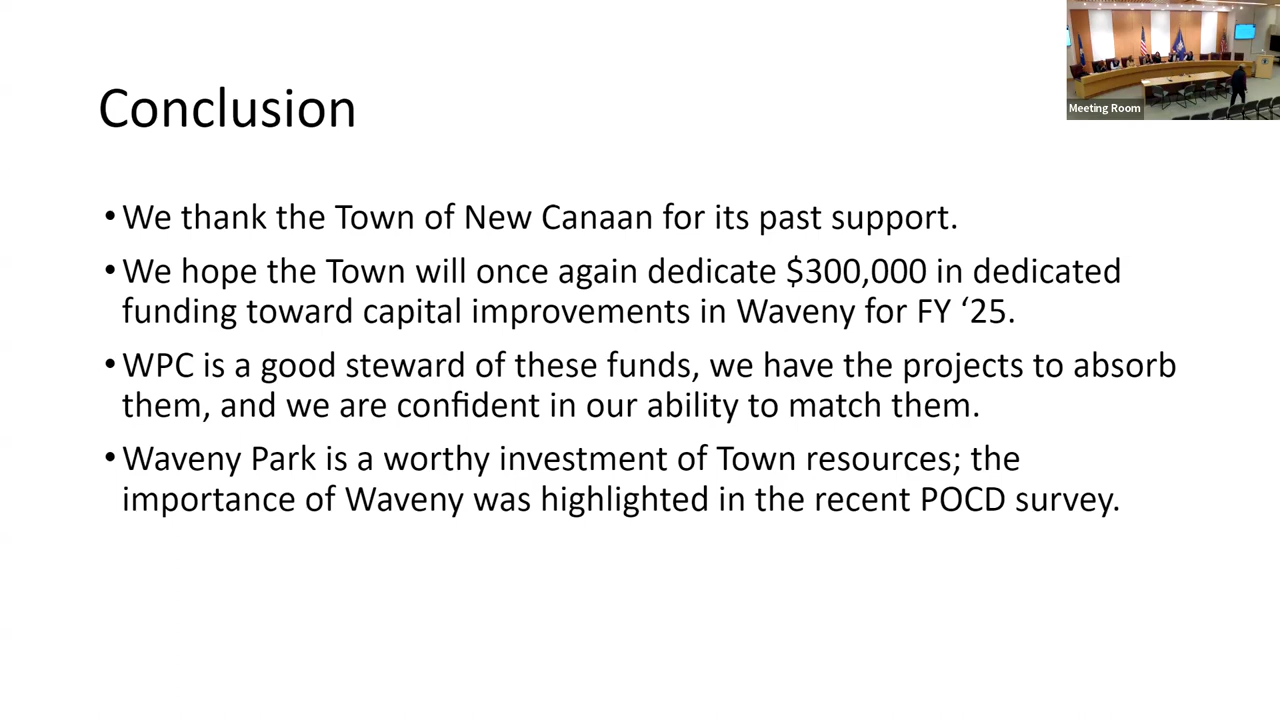 Meeting Room
Conclusion
• We thank the Town of New Canaan for its past support.
• We hope the Town will once again dedicate $300,000 in dedicated
funding toward capital improvements in Waveny for FY ‘25.
• WPC is a good steward of these funds, we have the projects to absorb
them, and we are confident in our ability to match them.
• Waveny Park is a worthy investment of Town resources; the
importance of Waveny was highlighted in the recent POCD survey.